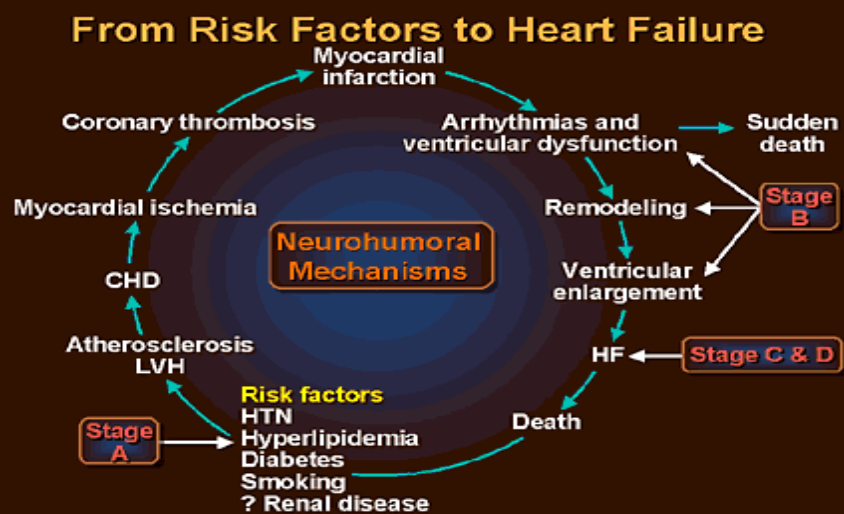 From Risk Factors to Heart Failure
Myocardial
infarction
Coronary thrombosis
Arrhythmias and
ventricular dysfunction
Sudden
death
Myocardial ischemia
Remodeling
Stage
B
Neurohumoral
Mechanisms
CHD
Ventricular
enlargement
Atherosclerosis
LVH
HF
Stage C & D
Risk factors
HTN
Hyperlipidemia
Diabetes
Smoking
? Renal disease
Stage
A
Death